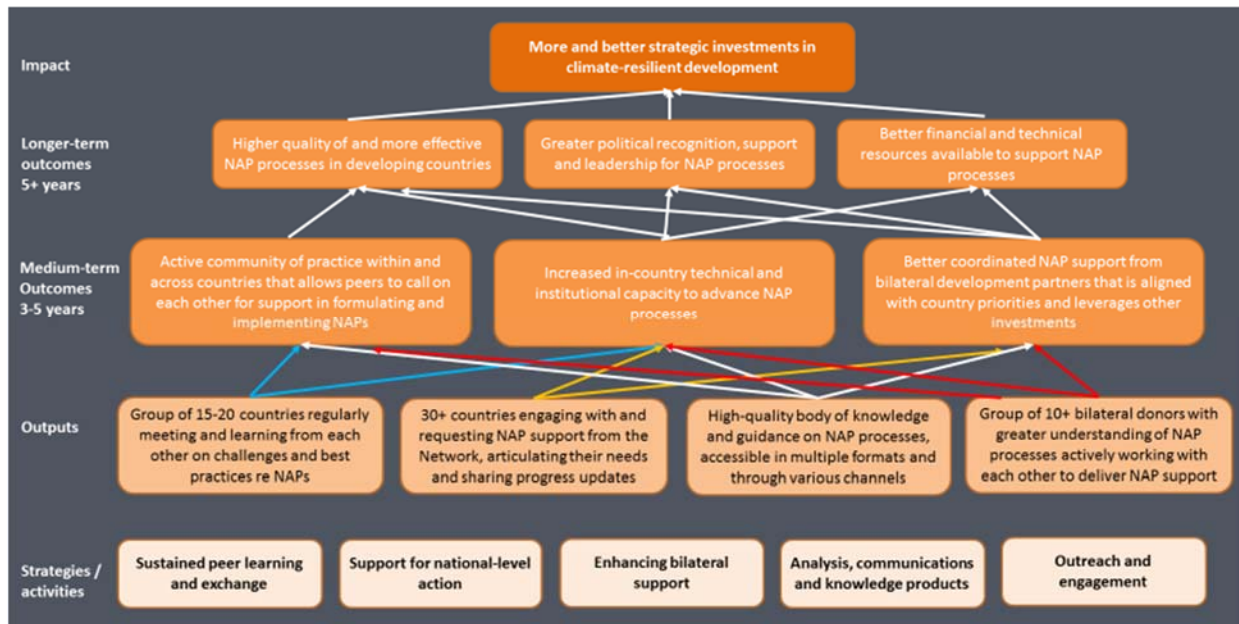 Impact
More and better strategic investments in
climate-resilient development
Longer-term
outcomes
5+ years
Higher quality of and more effective
NAP processes in developing countries
Greater political recognition, support
and leadership for NAP processes
Better financial and technical
resources available to support NAP
processes
Medium-term
Outcomes
3-5 years
Active community of practice within and
across countries that allows peers to call on
each other for support in formulating and
implementing NAPs
Increased in-country technical and
institutional capacity to advance NAP
processes
Better coordinated NAP support from
bilateral development partners that is aligned
with country priorities and leverages other
investments
Outputs
Group of 15-20 countries regularly
meeting and learning from each
other on challenges and best
practices re NAPs
30+ countries engaging with and
requesting NAP support from the
Network, articulating their needs
and sharing progress updates
High-quality body of knowledge
and guidance on NAP processes,
accessible in multiple formats and
through various channels
Group of 10+ bilateral donors with
greater understanding of NAP
processes actively working with
each other to deliver NAP support
Strategies /
activities
Sustained peer learning
and exchange
Support for national-level
action
Enhancing bilateral
support
Analysis, communications
and knowledge products
Outreach and
engagement